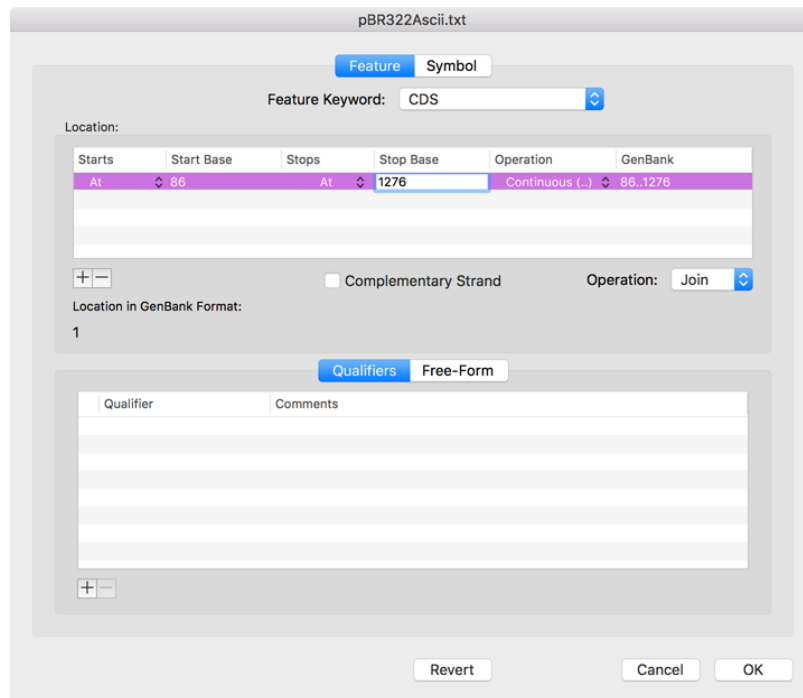 pBR322Ascii.txt
Feature Symbol
Feature Keyword: CDS
Location:
Starts Start Base Stops Stop Base Operation GenBank
At 86 At 1276 Continuous (..) 86..1276
+ − Complementary Strand Operation: Join
Location in GenBank Format:
1
Qualifiers Free-Form
Qualifier Comments
+ −
Revert Cancel OK